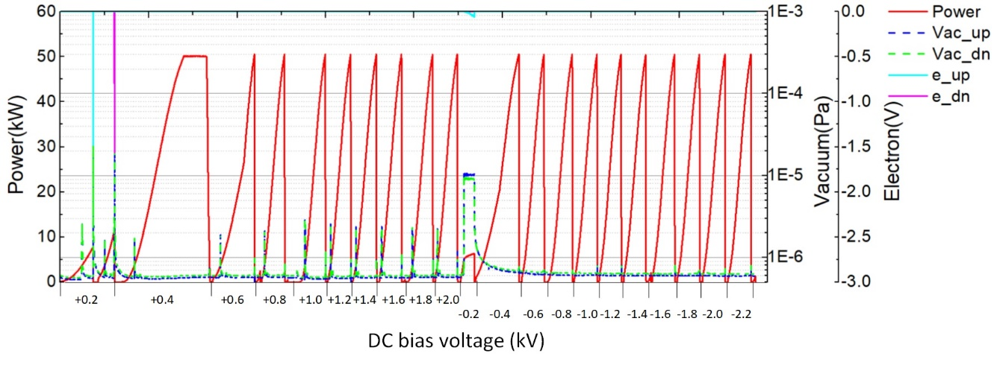 60
50
40
30
20
10
0
Power(kW)
1E-3
1E-4
1E-5
1E-6
Vacuum(Pa)
0.0
-0.5
-1.0
-1.5
-2.0
-2.5
-3.0
Electron(V)
Power
Vac_up
Vac_dn
e_up
e_dn
+0.2 +0.4 +0.6 +0.8 +1.0 +1.2 +1.4 +1.6 +1.8 +2.0
-0.2 -0.4 -0.6 -0.8 -1.0 -1.2 -1.4 -1.6 -1.8 -2.0 -2.2
DC bias voltage (kV)